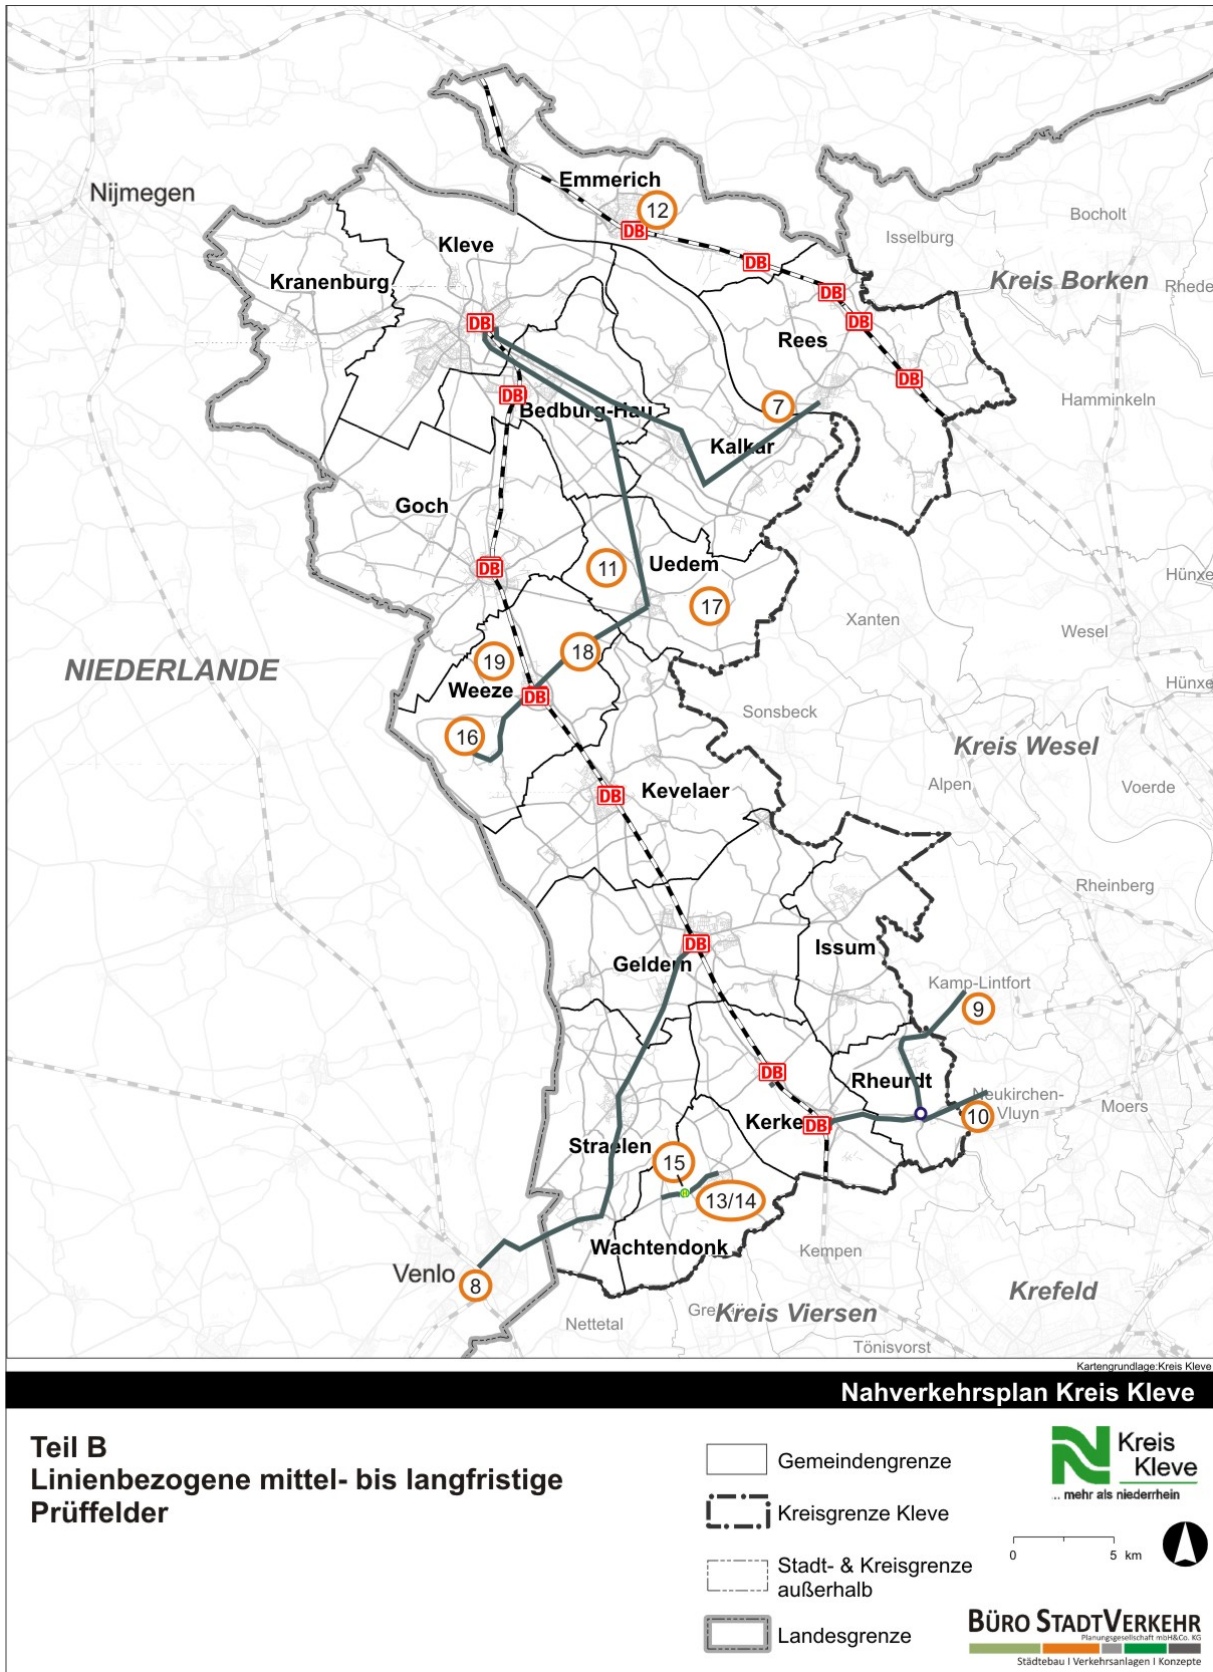 Nijmegen
Emmerich
12
Bocholt
Isselburg
Kleve
DB
DB
Kranenburg
Kreis Borken
Rhede
DB
DB
DB
Rees
DB
DB
Hamminkeln
7
Bedburg-Hau
Kalkar
Goch
DB
11
Uedem
Hünxe
17
Xanten
Wesel
18
19
NIEDERLANDE
Weeze
DB
Hünxe
Sonsbeck
16
Kreis Wesel
Alpen
Voerde
Kevelaer
DB
Rheinberg
DB
Issum
Geldern
Kamp-Lintfort
9
DB
Rheurdt
Neukirchen-
Vluyn
Moers
10
Kerke
DB
Straelen
15
13/14
Wachtendonk
Kempen
Venlo
8
Krefeld
Kreis Viersen
Nettetal
Tönisvorst
Kartengrundlage:Kreis Kleve
Nahverkehrsplan Kreis Kleve
Teil B
Linienbezogene mittel- bis langfristige
Prüffelder
Gemeindengrenze
Kreisgrenze Kleve
Stadt- & Kreisgrenze
außerhalb
Landesgrenze
Kreis
Kleve
... mehr als niederrhein
0 5 km
BÜRO STADTVERKEHR
Planungsgesellschaft mbH&Co. KG
Städtebau I Verkehrsanlagen I Konzepte